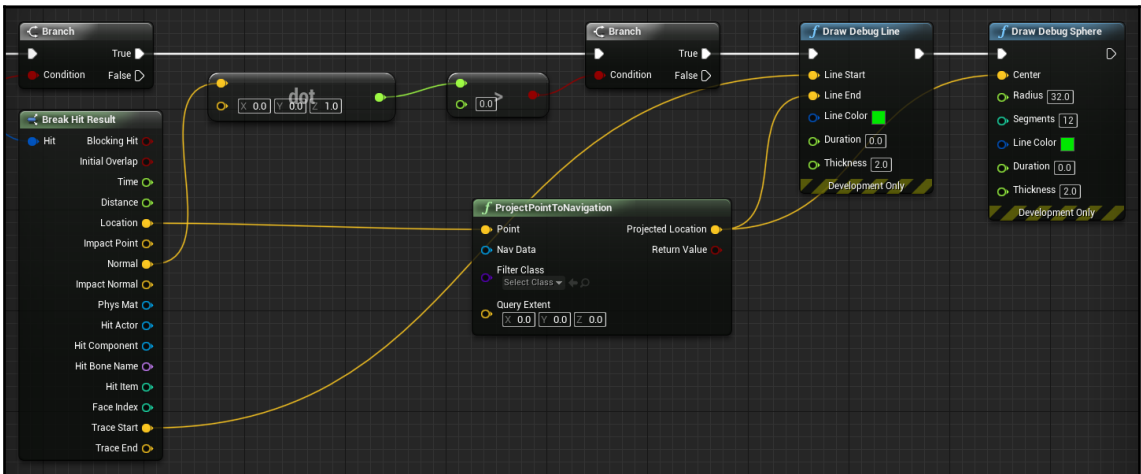 Branch
True
Condition False
Break Hit Result
Hit Blocking Hit
Initial Overlap
Time
Distance
Location
Impact Point
Normal
Impact Normal
Phys Mat
Hit Actor
Hit Component
Hit Bone Name
Hit Item
Face Index
Trace Start
Trace End
dot
X 0.0 Y 0.0 Z 1.0
>
0.0
Branch
True
Condition False
ProjectPointToNavigation
Point Projected Location
Nav Data Return Value
Filter Class
Select Class
Query Extent
X 0.0 Y 0.0 Z 0.0
f Draw Debug Line
Line Start
Line End
Line Color
Duration 0.0
Thickness 2.0
Development Only
f Draw Debug Sphere
Center
Radius 32.0
Segments 12
Line Color
Duration 0.0
Thickness 2.0
Development Only